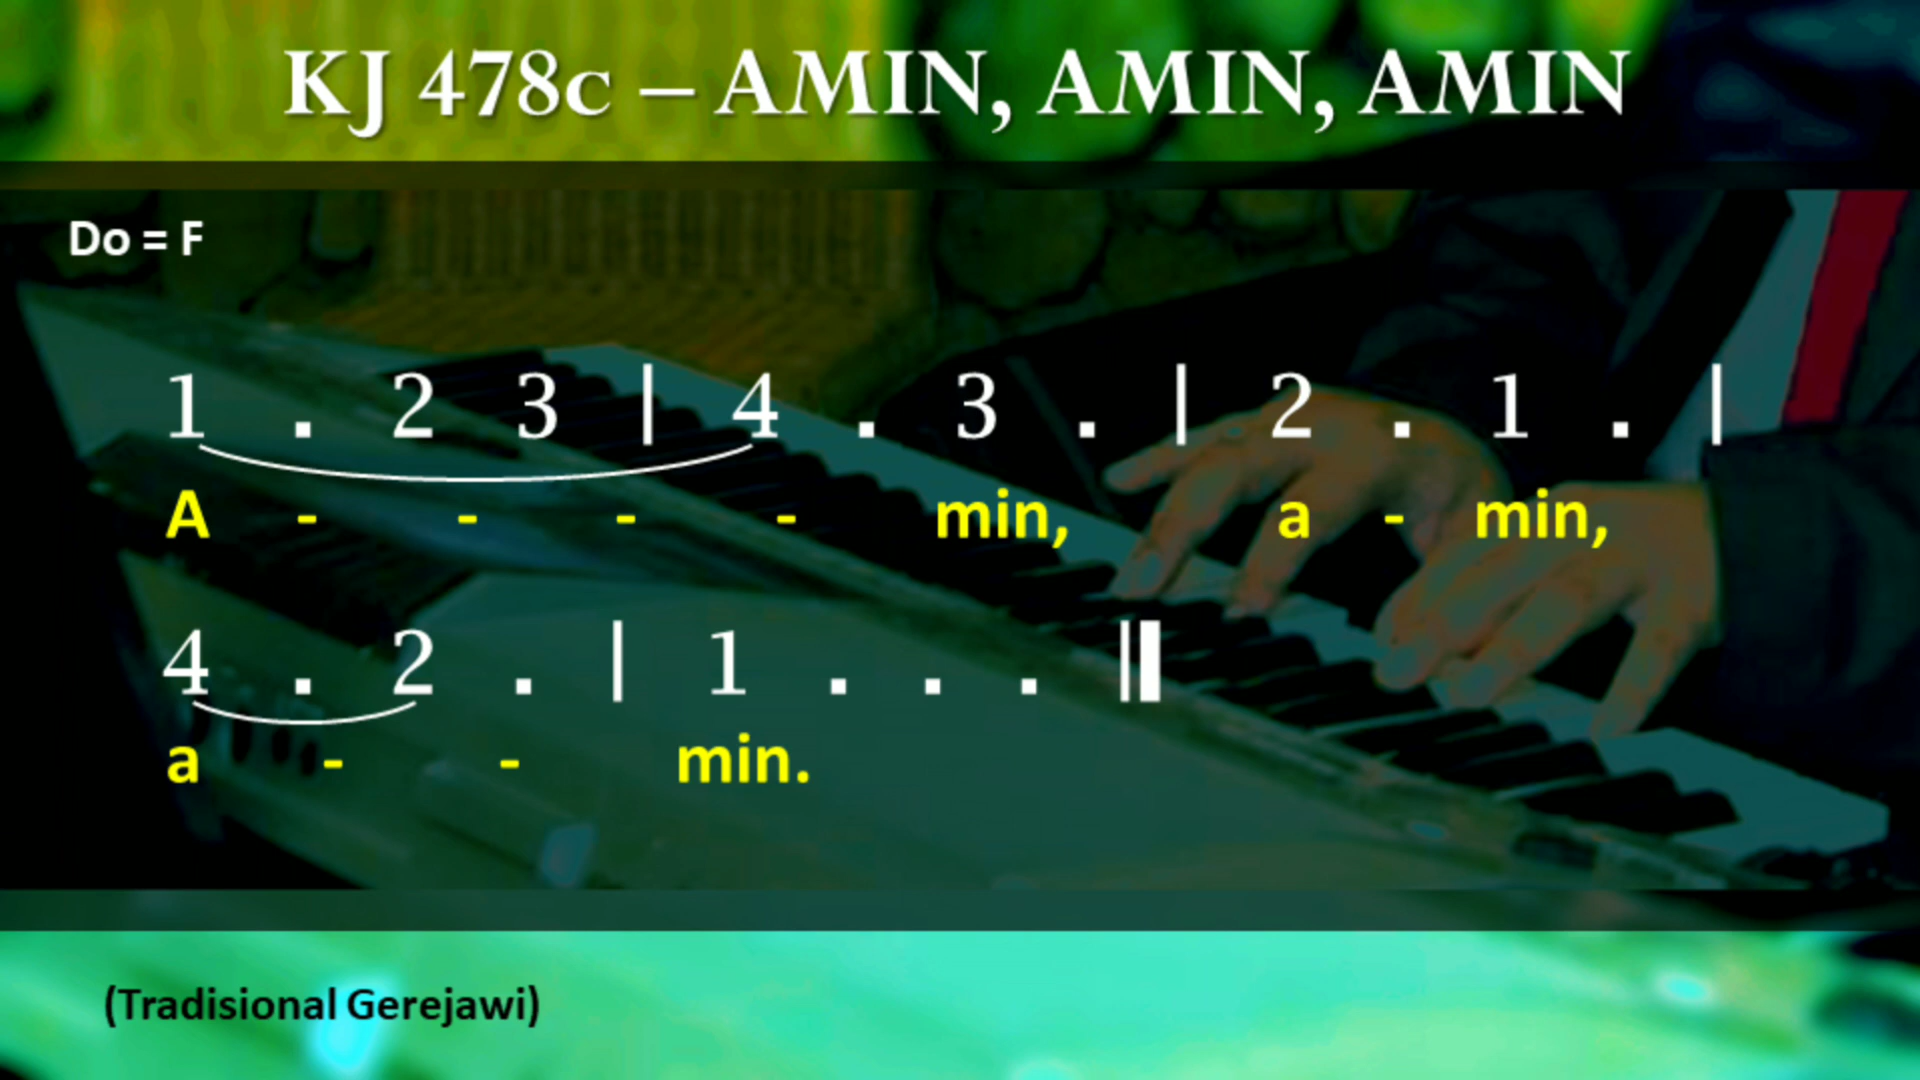 KJ 478c – AMIN, AMIN, AMIN
Do = F
1 . 2 3 | 4 . 3 . | 2 . 1 . |
A - - - - min, a - min,
4 . 2 . | 1 . . . ||
a - - min.
(Tradisional Gerejawi)